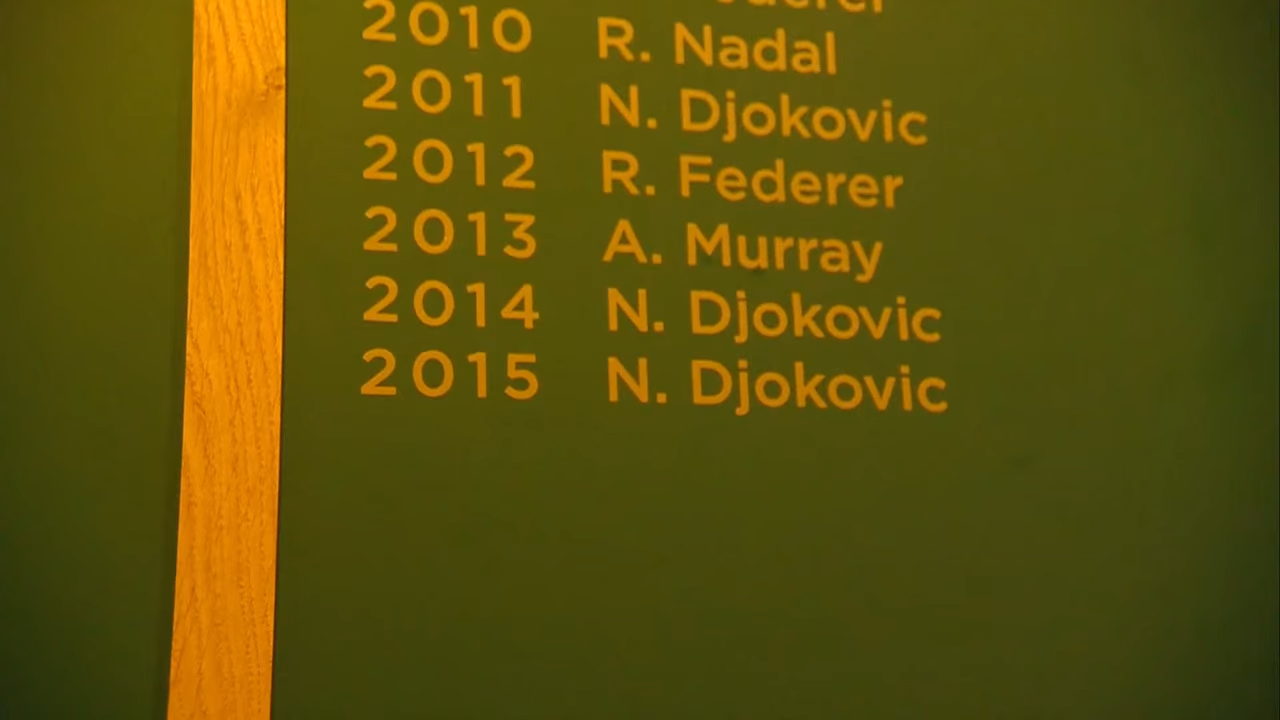 2010 R. Nadal
2011 N. Djokovic
2012 R. Federer
2013 A. Murray
2014 N. Djokovic
2015 N. Djokovic